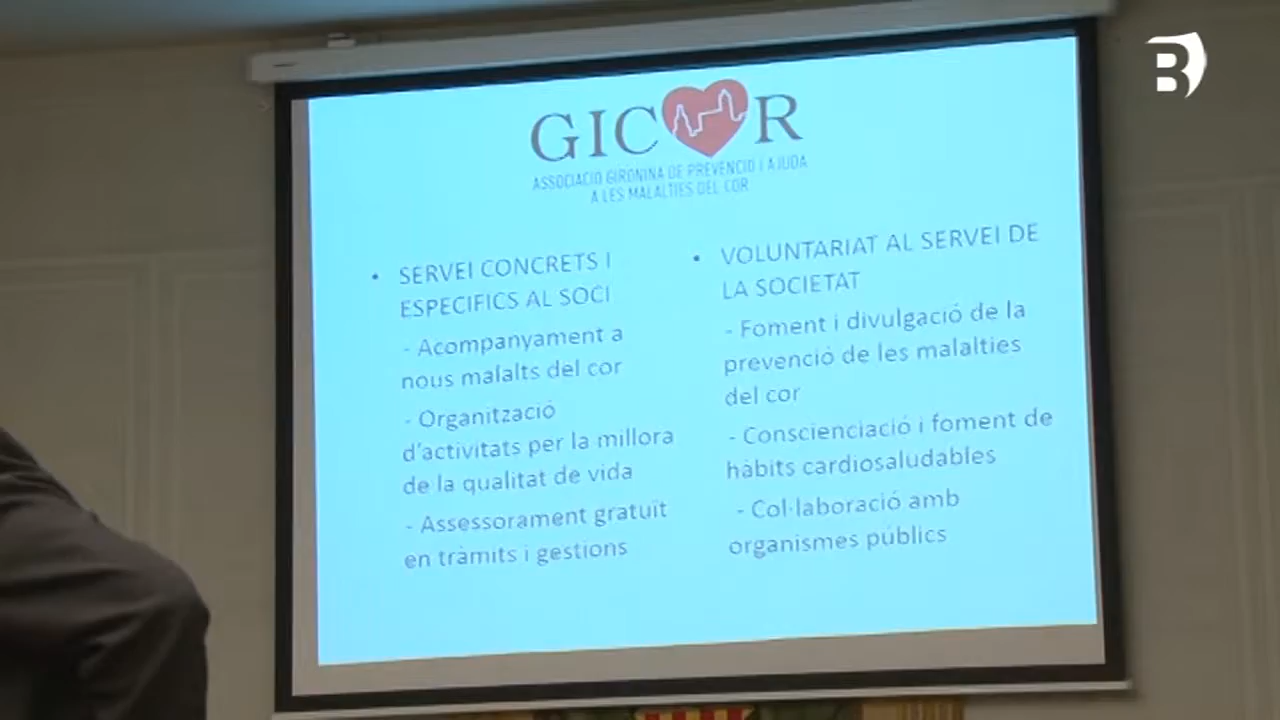 GIC R
ASSOCIACIÓ GIRONINA DE PREVENCIÓ I AJUDA
A LES MALALTIES DEL COR
• SERVEI CONCRETS I
ESPECIFICS AL SOCI
- Acompanyament a
nous malalts del cor
- Organització
d'activitats per la millora
de la qualitat de vida
- Assessorament gratuït
en tràmits i gestions
• VOLUNTARIAT AL SERVEI DE
LA SOCIETAT
- Foment i divulgació de la
prevenció de les malalties
del cor
- Conscienciació i foment de
hàbits cardiosaludables
- Col·laboració amb
organismes públics
B